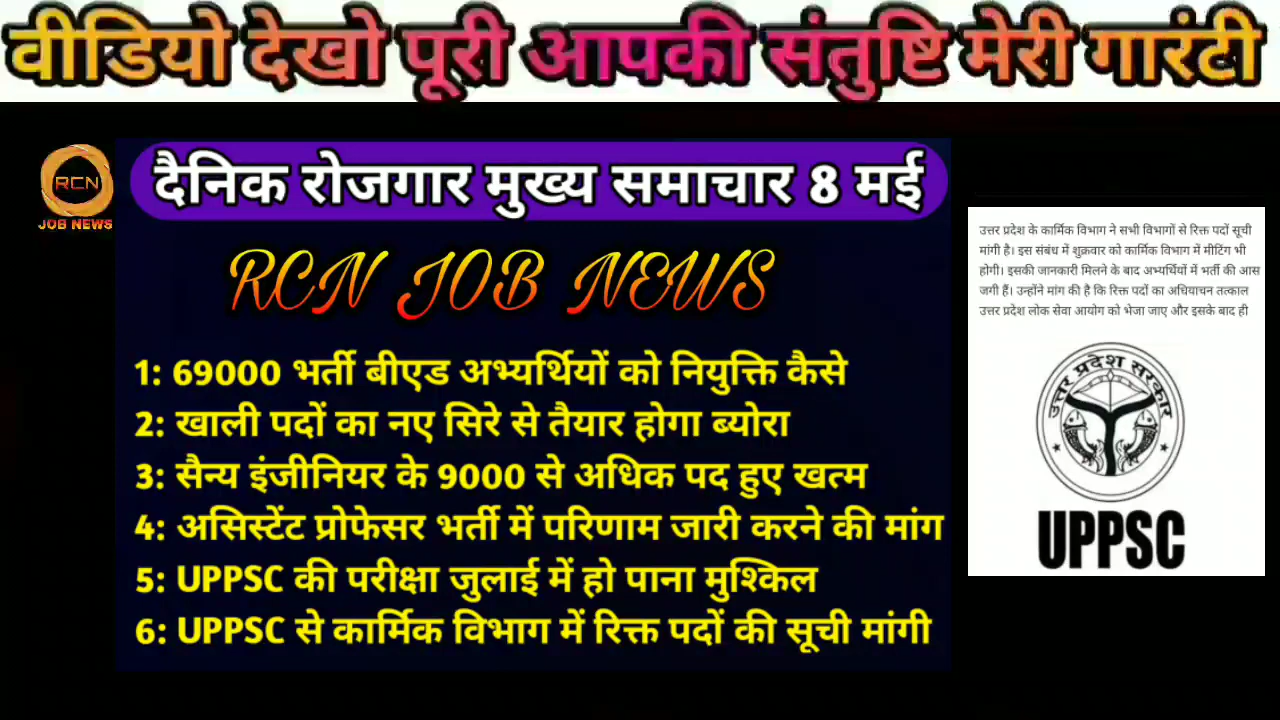 वीडियो देखो पूरी आपकी संतुष्टि मेरी गारंटी
RCN
JOB NEWS
दैनिक रोजगार मुख्य समाचार 8 मई
RCN JOB NEWS
1: 69000 भर्ती बीएड अभ्यर्थियों को नियुक्ति कैसे
2: खाली पदों का नए सिरे से तैयार होगा ब्योरा
3: सैन्य इंजीनियर के 9000 से अधिक पद हुए खत्म
4: असिस्टेंट प्रोफेसर भर्ती में परिणाम जारी करने की मांग
5: UPPSC की परीक्षा जुलाई में हो पाना मुश्किल
6: UPPSC से कार्मिक विभाग में रिक्त पदों की सूची मांगी
उत्तर प्रदेश के कार्मिक विभाग ने सभी विभागों से रिक्त पदों सूची
मांगी है। इस संबंध में शुक्रवार को कार्मिक विभाग में मीटिंग भी
होगी। इसकी जानकारी मिलने के बाद अभ्यर्थियों में भर्ती की आस
जगी हैं। उन्होंने मांग की है कि रिक्त पदों का अधियाचन तत्काल
उत्तर प्रदेश लोक सेवा आयोग को भेजा जाए और इसके बाद ही
उत्तर प्रदेश सरकार
UPPSC